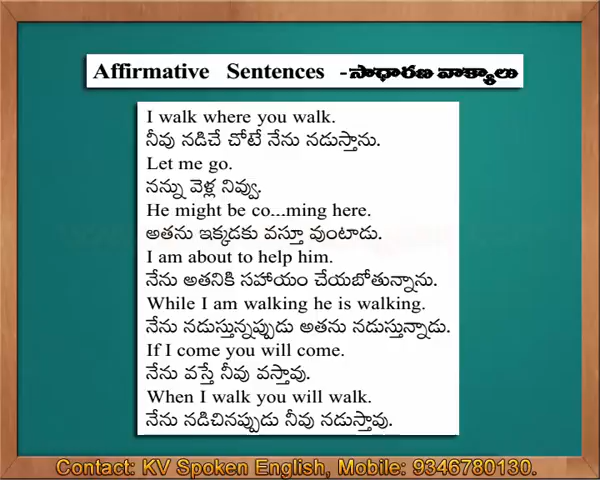 Affirmative Sentences -సాధారణ వాక్యాలు
I walk where you walk.
నీవు నడిచే చోటే నేను నడుస్తాను.
Let me go.
నన్ను వెళ్ల నివ్వు.
He might be co...ming here.
అతను ఇక్కడకు వస్తూ వుంటాడు.
I am about to help him.
నేను అతనికి సహాయం చేయబోతున్నాను.
While I am walking he is walking.
నేను నడుస్తున్నప్పుడు అతను నడుస్తున్నాడు.
If I come you will come.
నేను వస్తే నీవు వస్తావు.
When I walk you will walk.
నేను నడిచినప్పుడు నీవు నడుస్తావు.
Contact: KV Spoken English, Mobile: 9346780130.